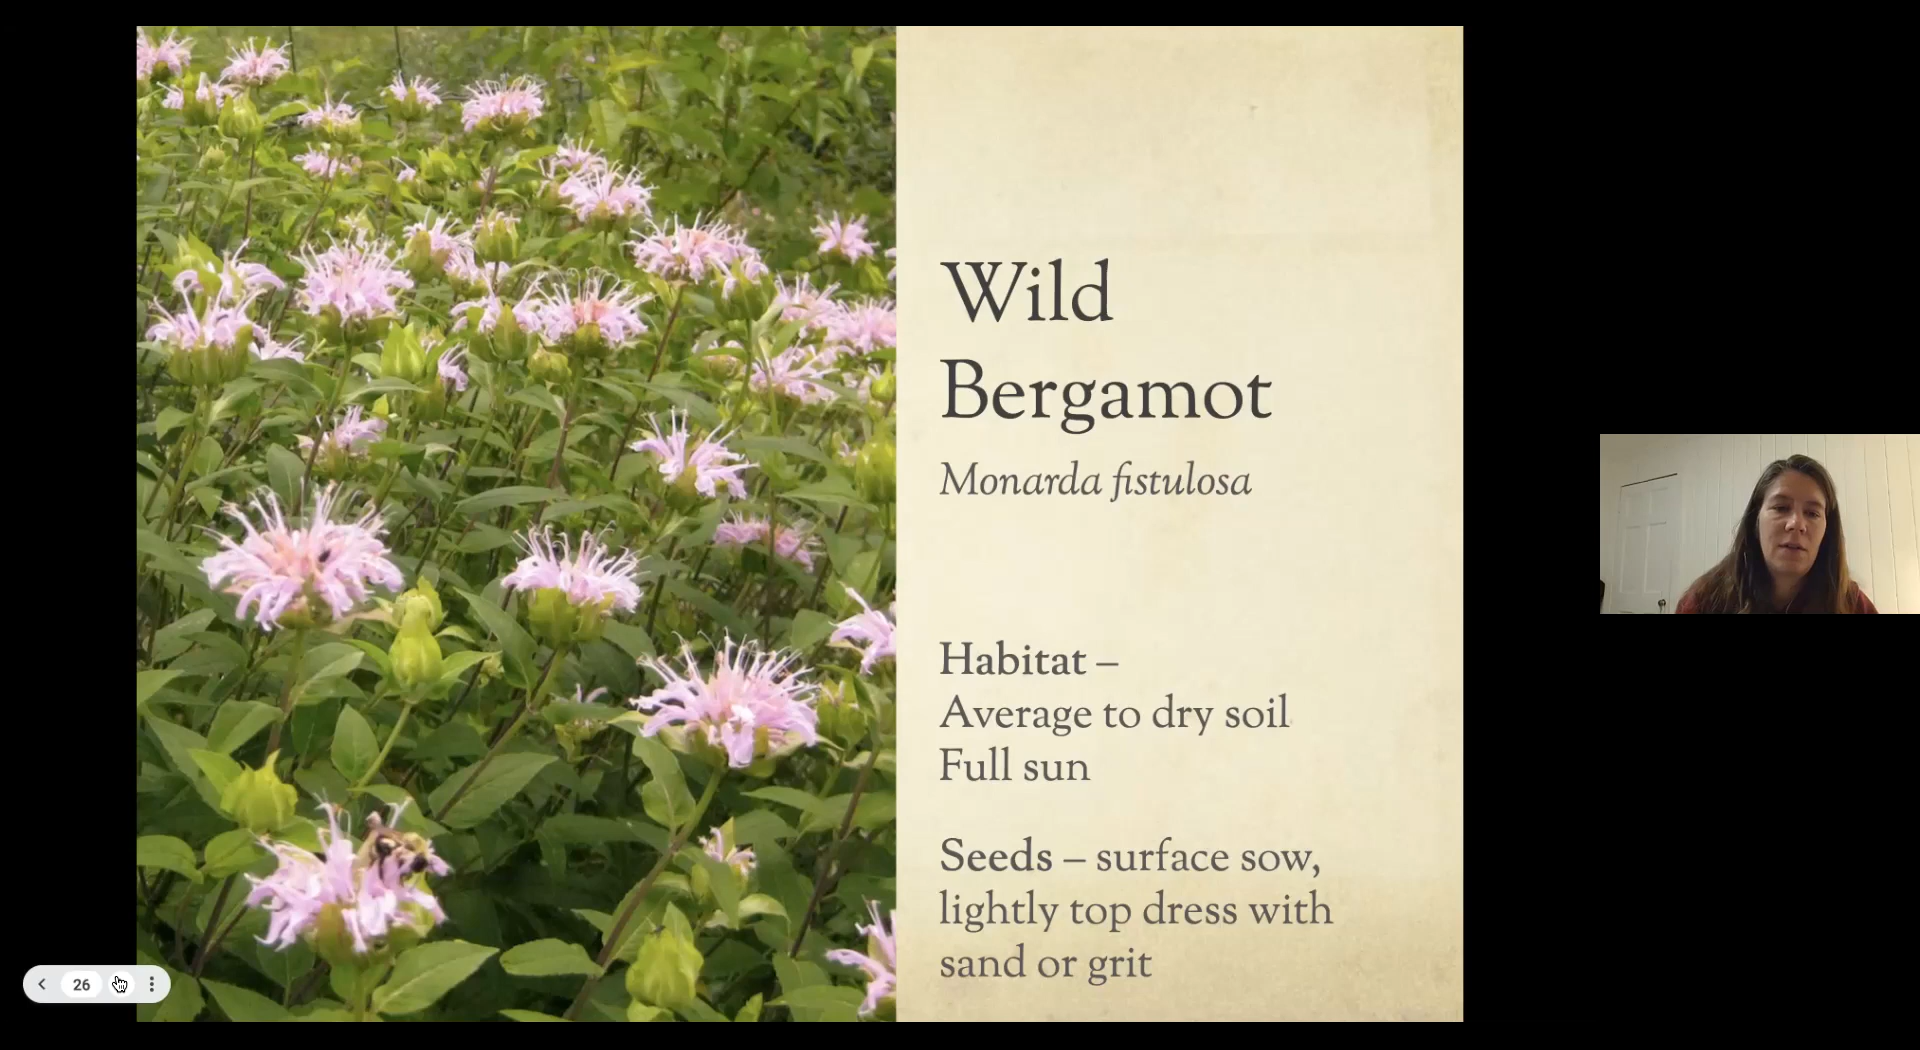 Wild
Bergamot
Monarda fistulosa
Habitat –
Average to dry soil
Full sun
Seeds – surface sow,
lightly top dress with
sand or grit
26